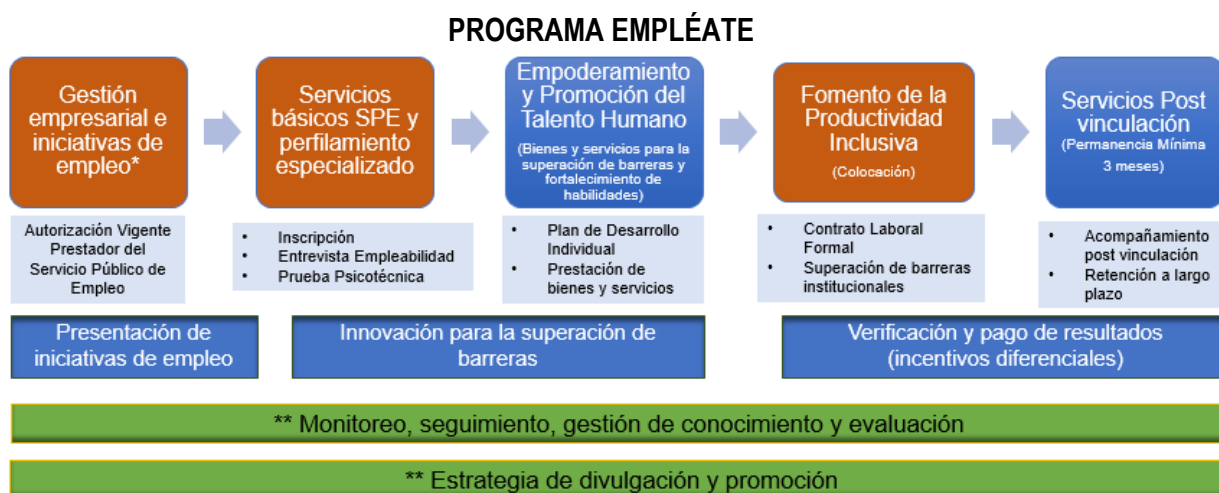 PROGRAMA EMPLÉATE
Gestión
empresarial e
iniciativas de
empleo*
Servicios
básicos SPE y
perfilamiento
especializado
Empoderamiento
y Promoción del
Talento Humano
(Bienes y servicios para la
superación de barreras y
fortalecimiento de
habilidades)
Fomento de la
Productividad
Inclusiva
(Colocación)
Servicios Post
vinculación
(Permanencia Mínima
3 meses)
Autorización Vigente
Prestador del
Servicio Público de
Empleo
• Inscripción
• Entrevista Empleabilidad
• Prueba Psicotécnica
• Plan de Desarrollo
Individual
• Prestación de
bienes y servicios
• Contrato Laboral
Formal
• Superación de barreras
institucionales
• Acompañamiento
post vinculación
• Retención a largo
plazo
Presentación de
iniciativas de empleo
Innovación para la superación de
barreras
Verificación y pago de resultados
(incentivos diferenciales)
** Monitoreo, seguimiento, gestión de conocimiento y evaluación
** Estrategia de divulgación y promoción